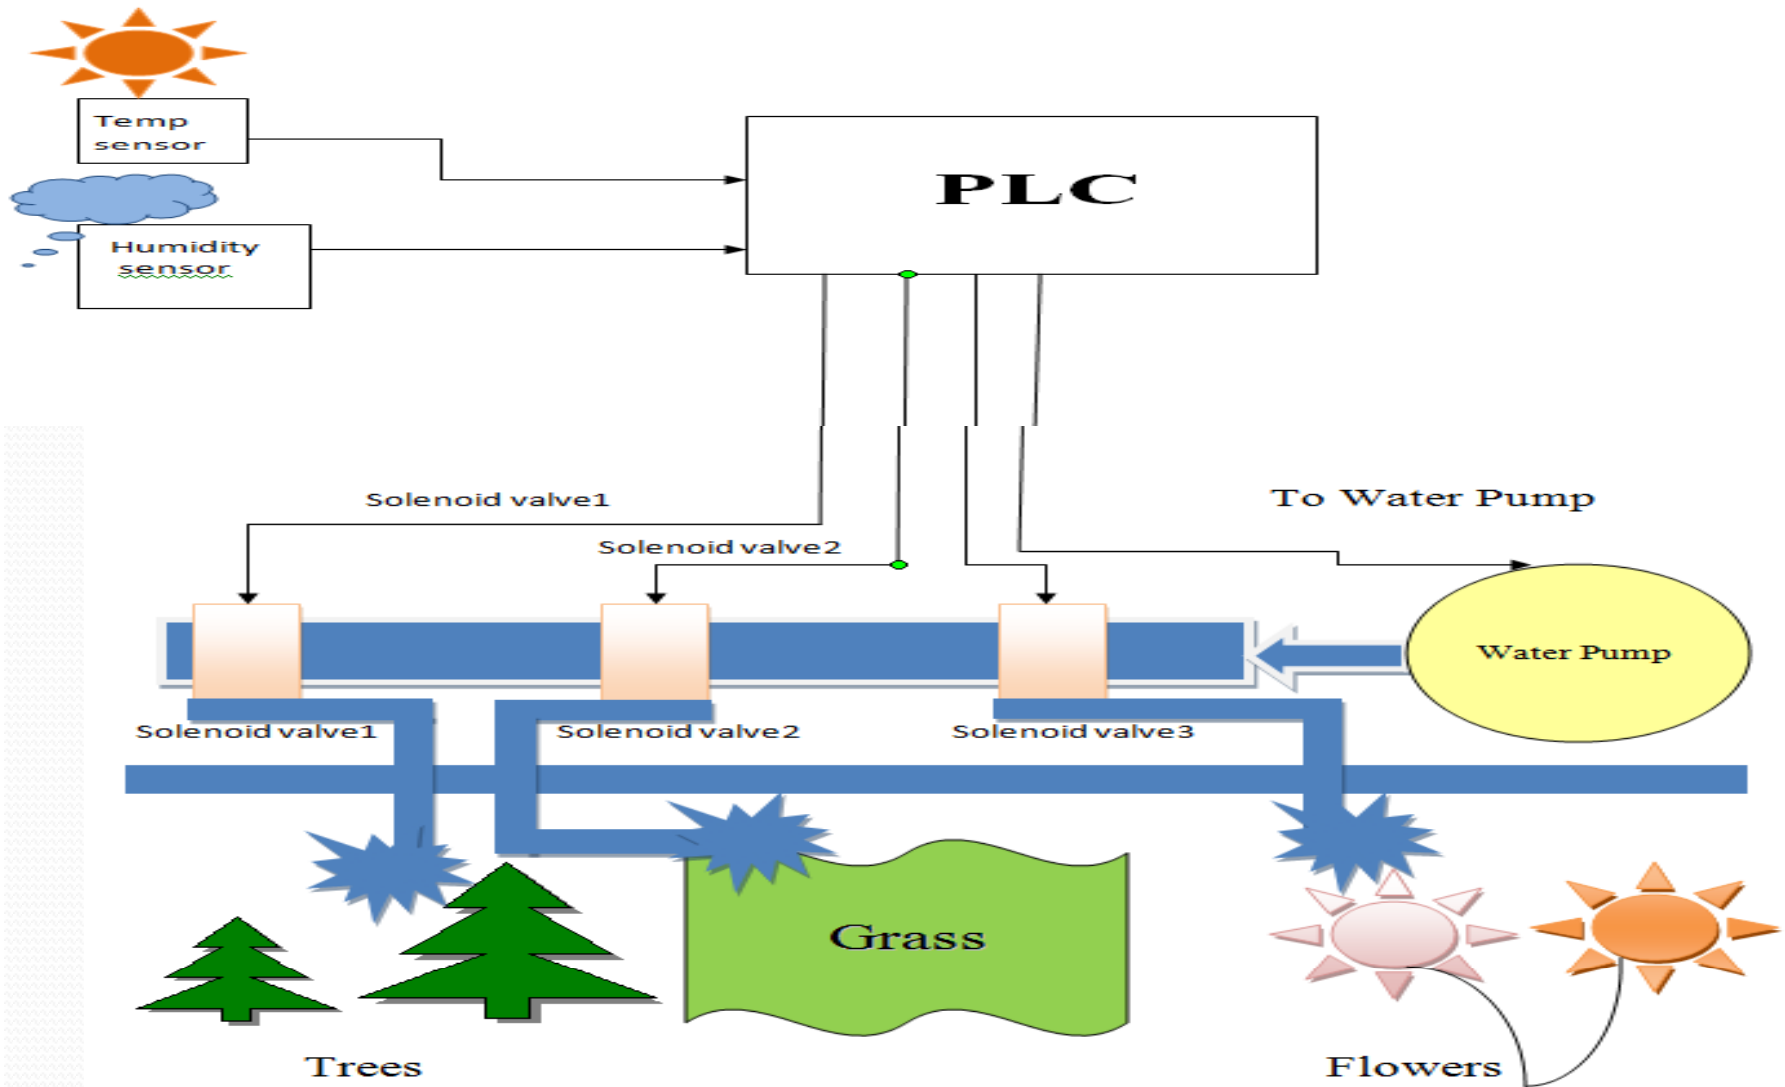 Temp
sensor
PLC
Humidity
sensor
Solenoid valve1
To Water Pump
Solenoid valve2
Water Pump
Solenoid valve1
Solenoid valve2
Solenoid valve3
Grass
Trees
Flowers